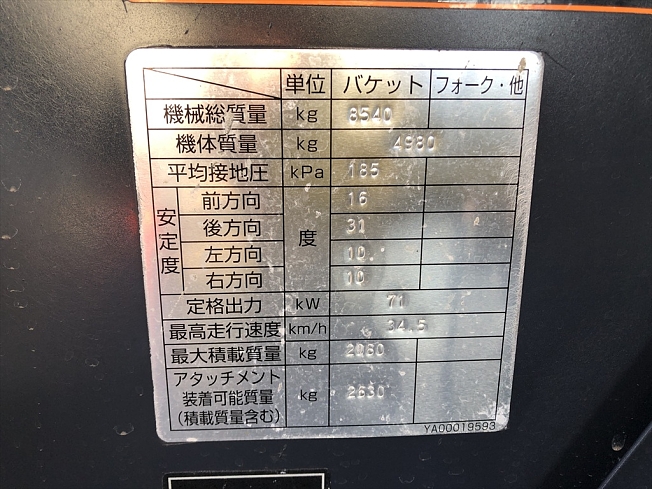 単位 バケット フォーク・他
機械総質量 kg 8540
機体質量 kg 4980
平均接地圧 kPa 185
安定度 度
前方向 16
後方向 31
左方向 10
右方向 10
定格出力 kW 71
最高走行速度 km/h 34.5
最大積載質量 kg
アタッチメント
装着可能質量 kg 2630
(積載質量含む)
YA00019593